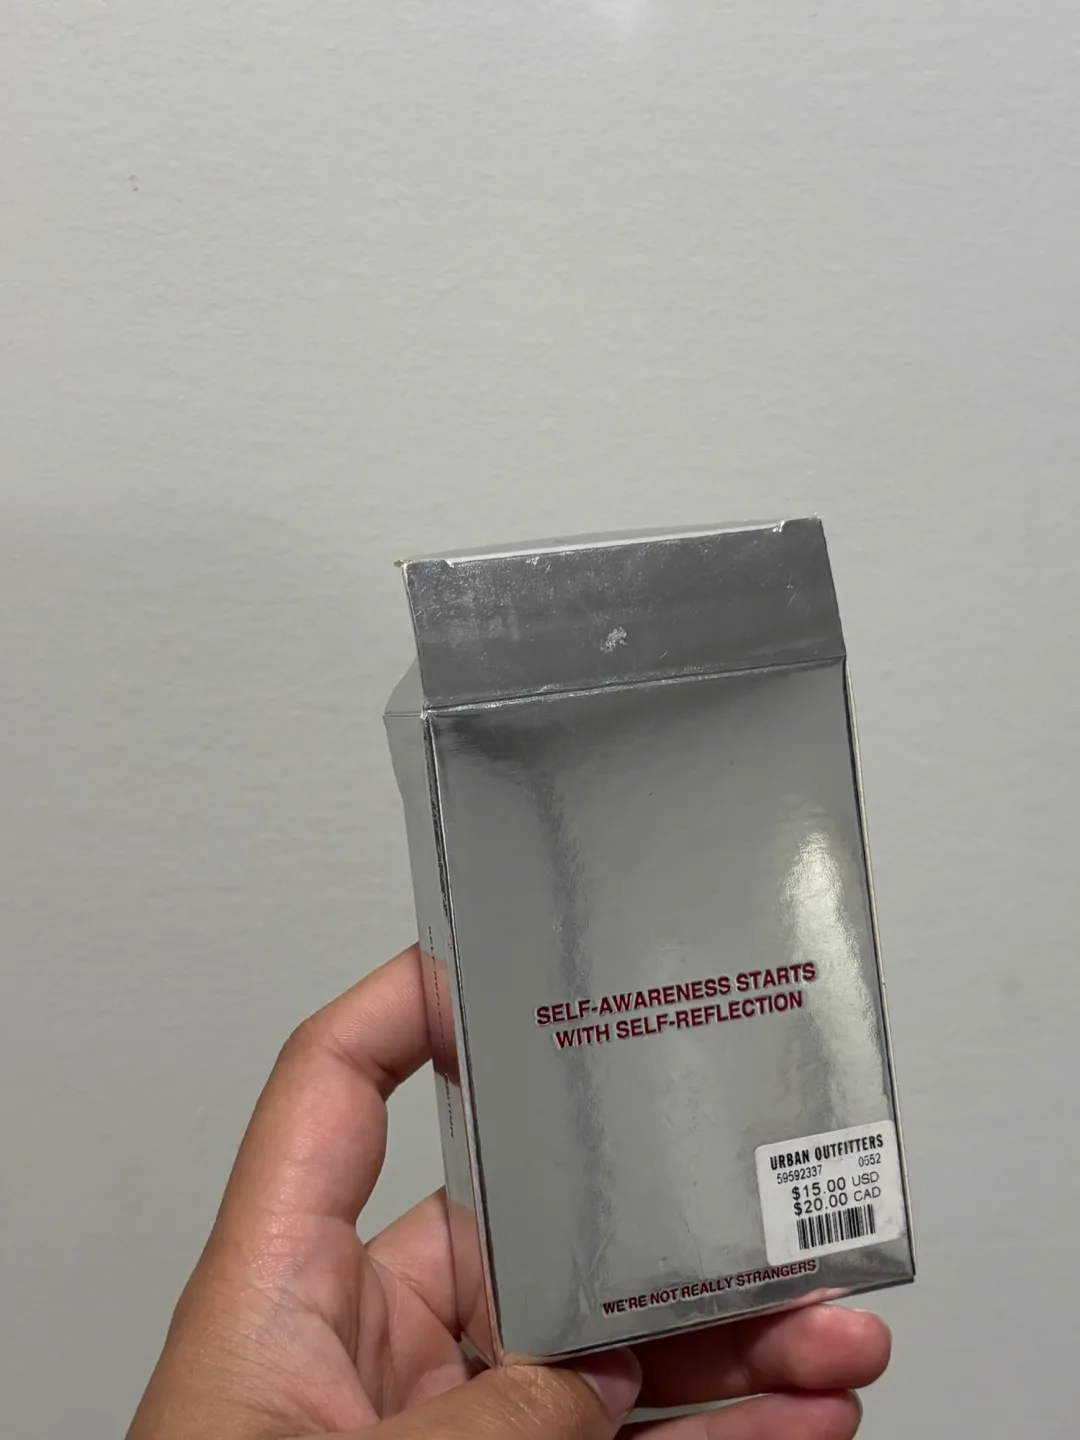 SELF-AWARENESS STARTS
WITH SELF-REFLECTION
URBAN OUTFITTERS
59592337 0552
$15.00 USD
$20.00 CAD
WE'RE NOT REALLY STRANGERS